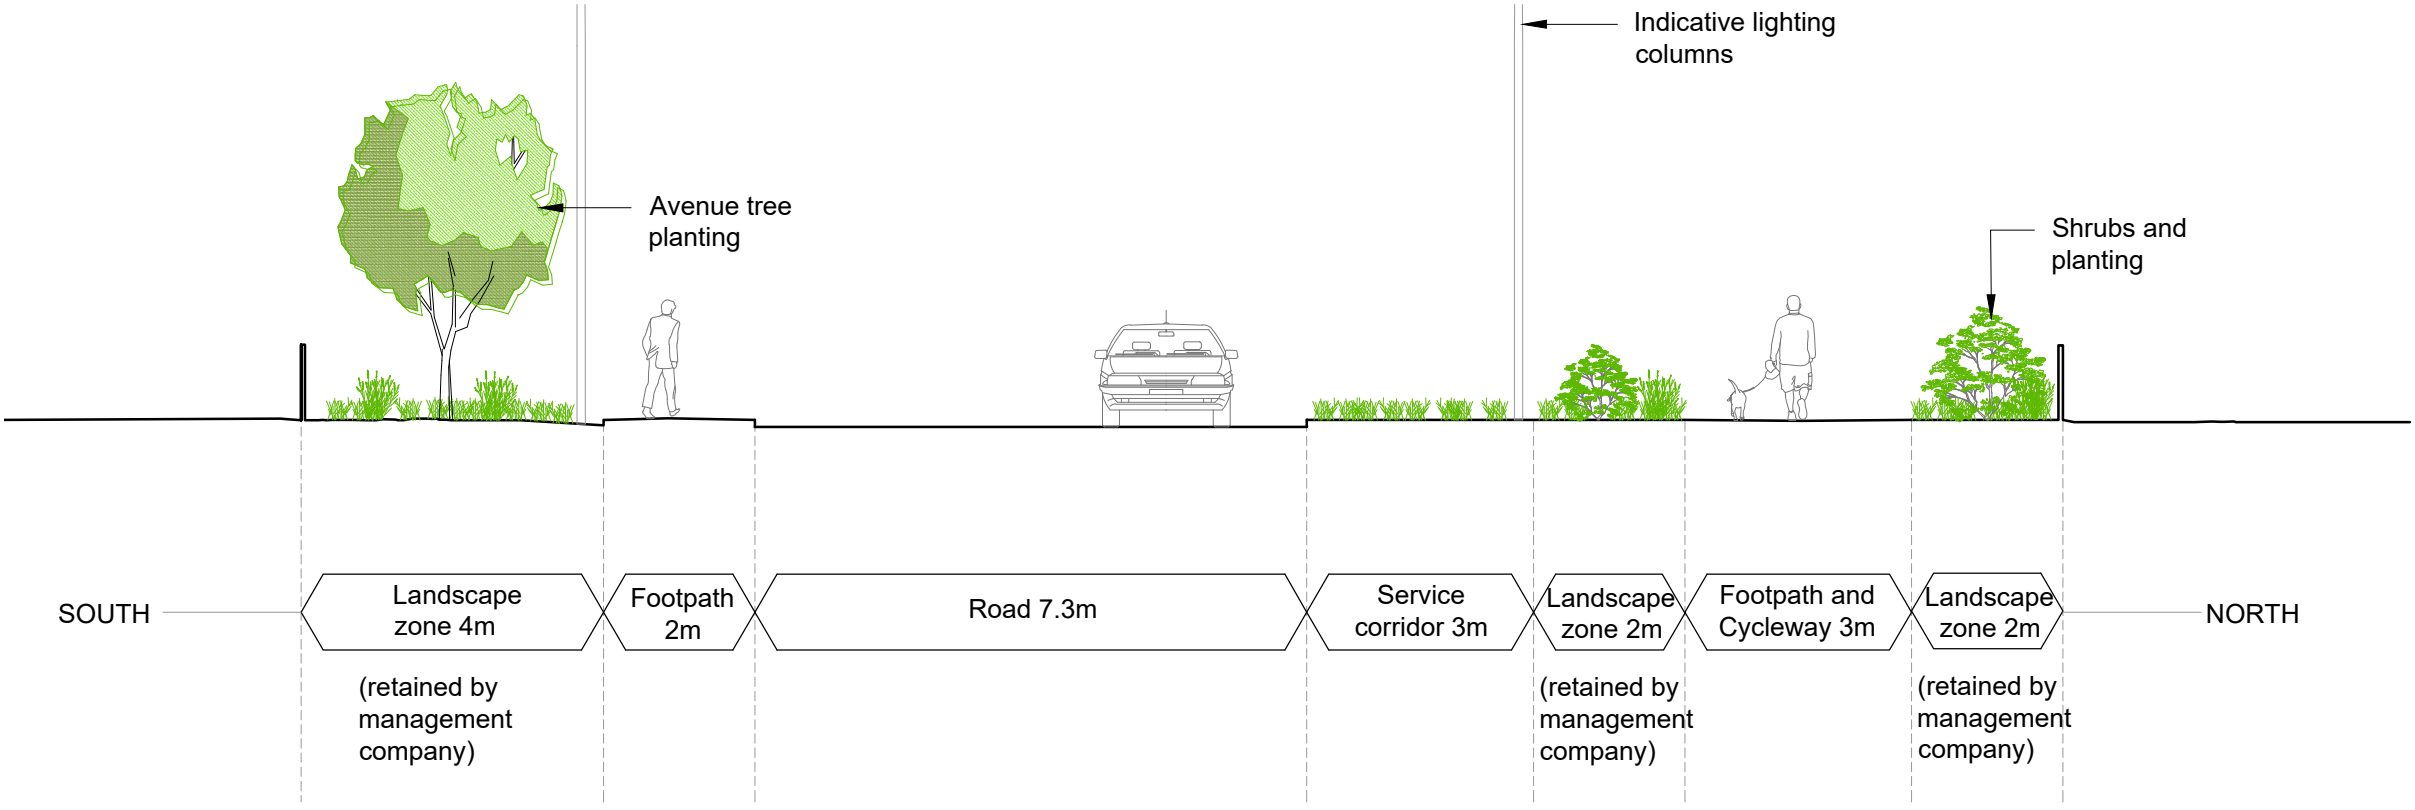 Indicative lighting
columns
Avenue tree
planting
Shrubs and
planting
SOUTH
Landscape
zone 4m
Footpath
2m
Road 7.3m
Service
corridor 3m
Landscape
zone 2m
Footpath and
Cycleway 3m
Landscape
zone 2m
NORTH
(retained by
management
company)
(retained by
management
company)
(retained by
management
company)